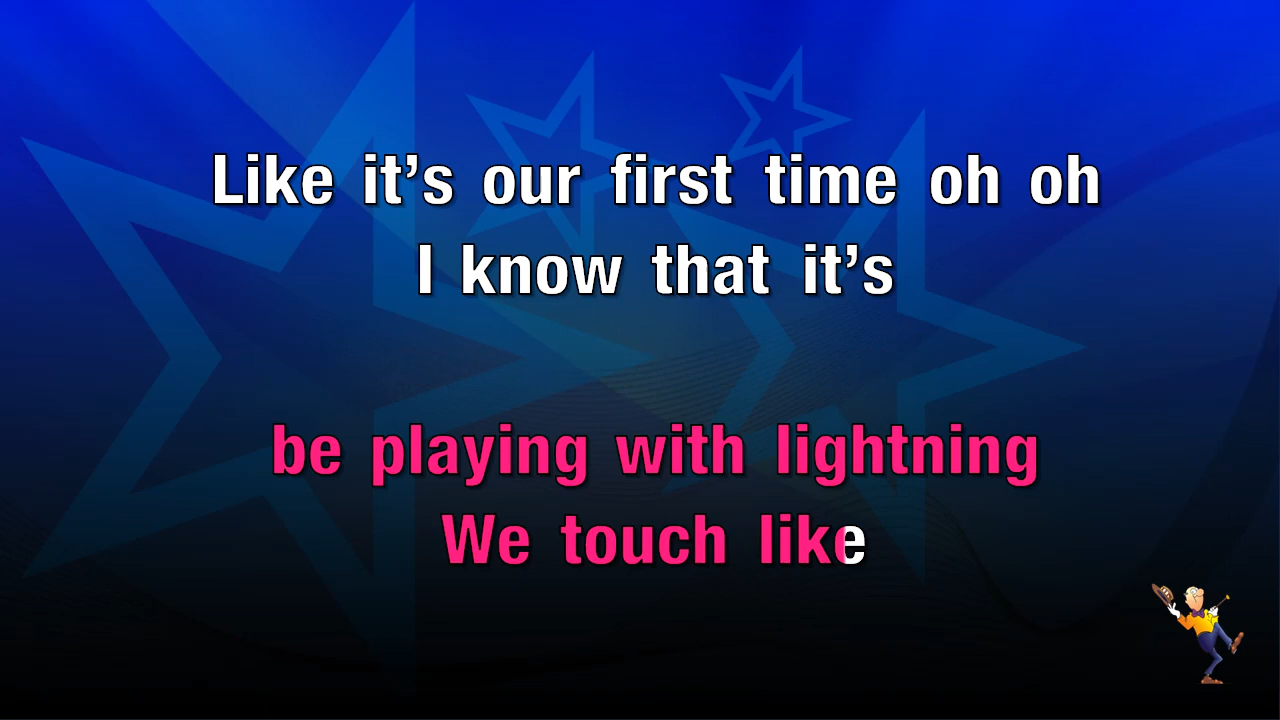 Like it’s our first time oh oh
I know that it’s
be playing with lightning
We touch like